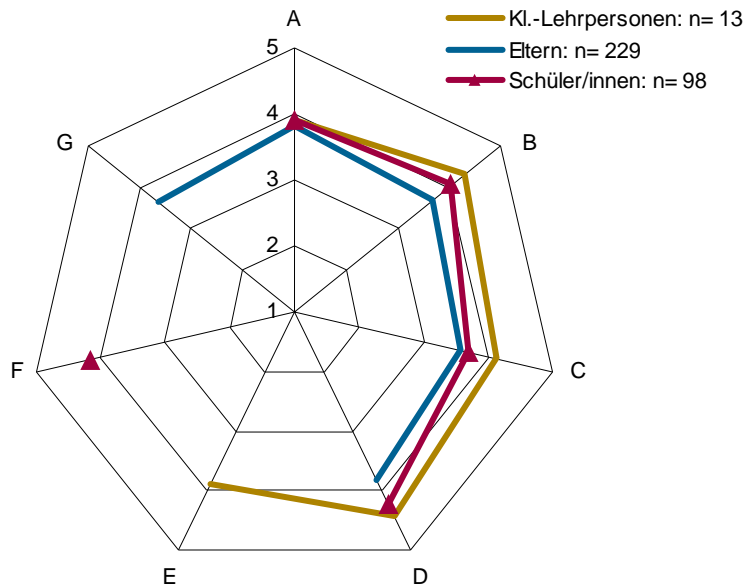 A
Kl.-Lehrpersonen: n= 13
Eltern: n= 229
Schüler/innen: n= 98
5
4
3
2
1
G
B
F
C
E
D